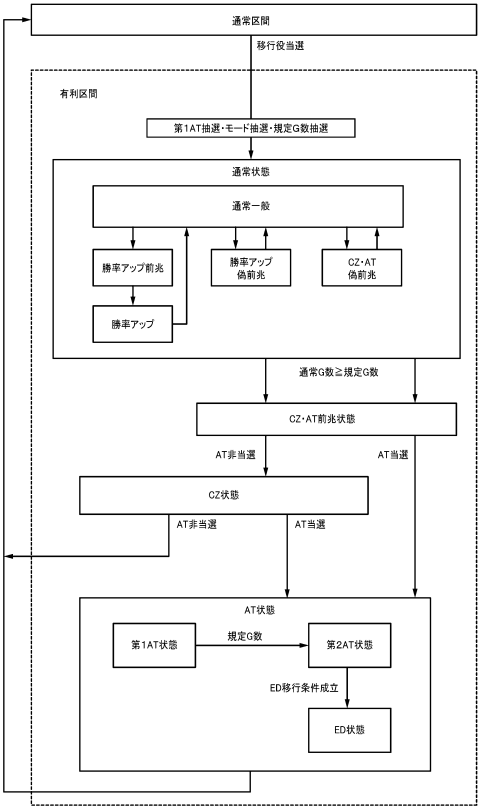 通常区間
移行役当選
有利区間
第1AT抽選・モード抽選・規定G数抽選
通常状態
通常一般
勝率アップ前兆
勝率アップ
偽前兆
CZ・AT
偽前兆
勝率アップ
通常G数≧規定G数
CZ・AT前兆状態
AT非当選
AT当選
CZ状態
AT非当選
AT当選
AT状態
第1AT状態
規定G数
第2AT状態
ED移行条件成立
ED状態